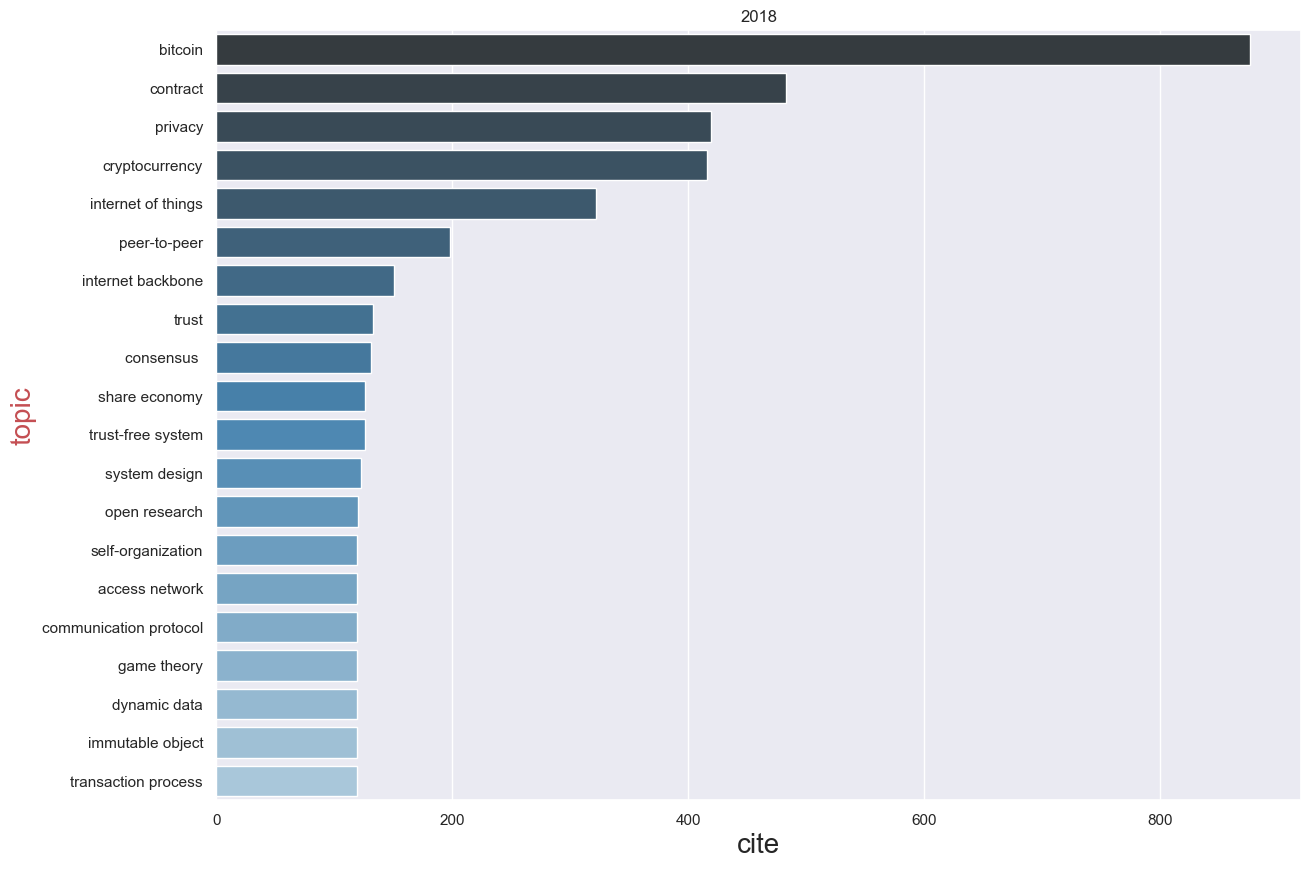 2018
bitcoin
contract
privacy
cryptocurrency
internet of things
peer-to-peer
internet backbone
trust
consensus
share economy
trust-free system
system design
open research
self-organization
access network
communication protocol
game theory
dynamic data
immutable object
transaction process
topic
0 200 400 600 800
cite